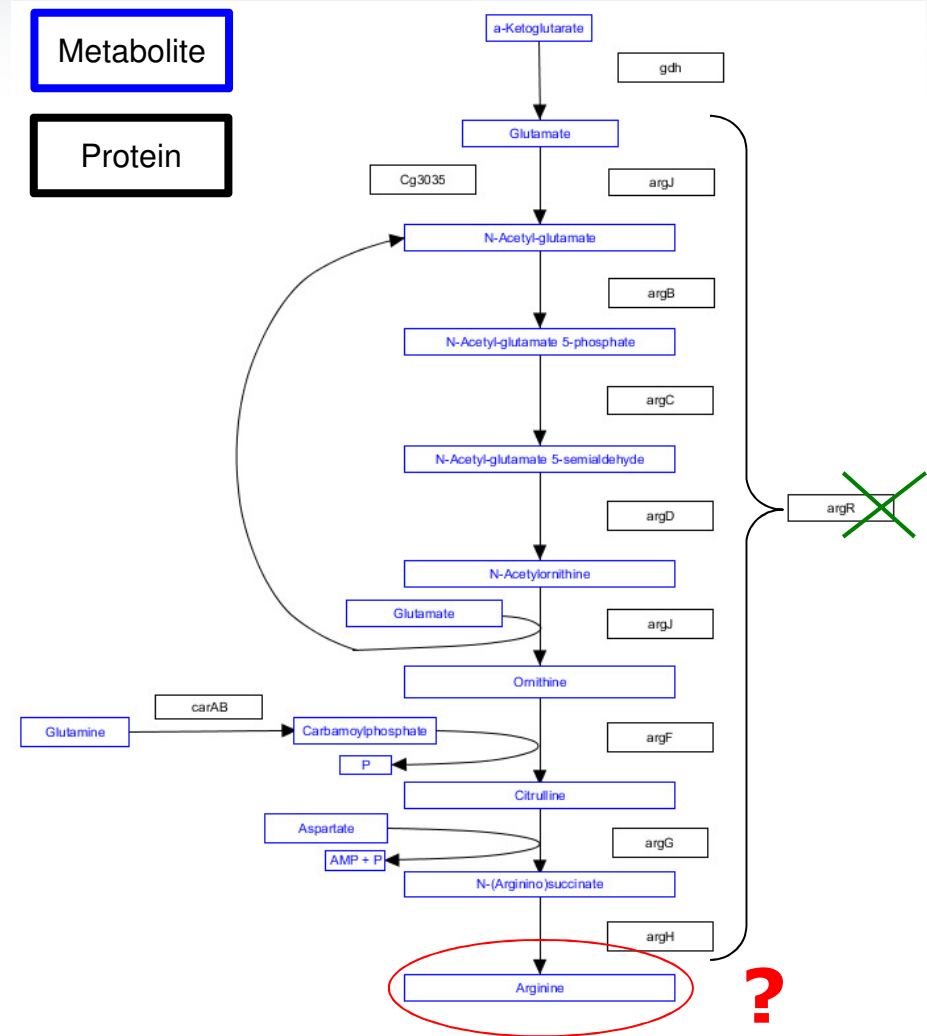 Metabolite
Protein
a-Ketoglutarate
gdh
Glutamate
Cg3035
argJ
N-Acetyl-glutamate
argB
N-Acetyl-glutamate 5-phosphate
argC
N-Acetyl-glutamate 5-semialdehyde
argR
argD
N-Acetylornithine
Glutamate
argJ
Ornithine
carAB
Glutamine
Carbamoylphosphate
argF
P
Citrulline
Aspartate
argG
AMP + P
N-(Arginino)succinate
argH
Arginine
?